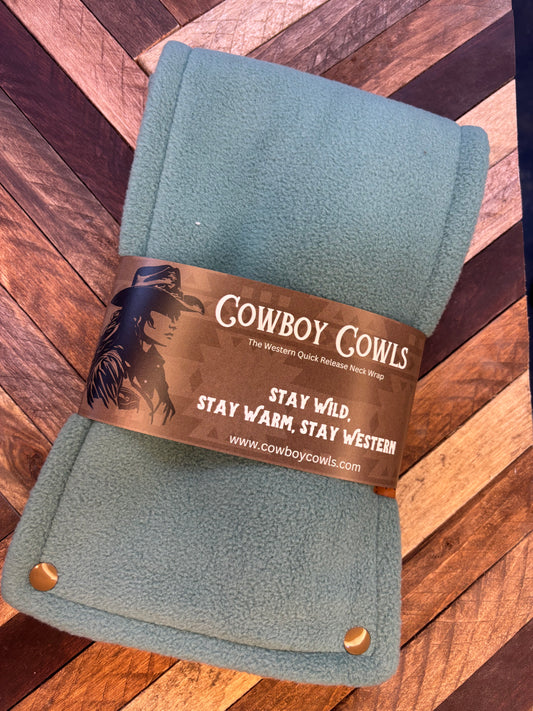 COWBOY COWLS
The Western Quick Release Neck Wrap
STAY WILD,
STAY WARM, STAY WESTERN
www.cowboycowls.com